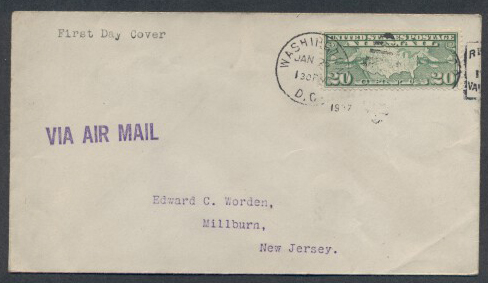 First Day Cover
WASHI
JAN
130P
D.C.
UNITED STATES POSTAGE
AIR MAIL
20 20
VIA AIR MAIL
Edward C. Worden,
Millburn,
New Jersey.